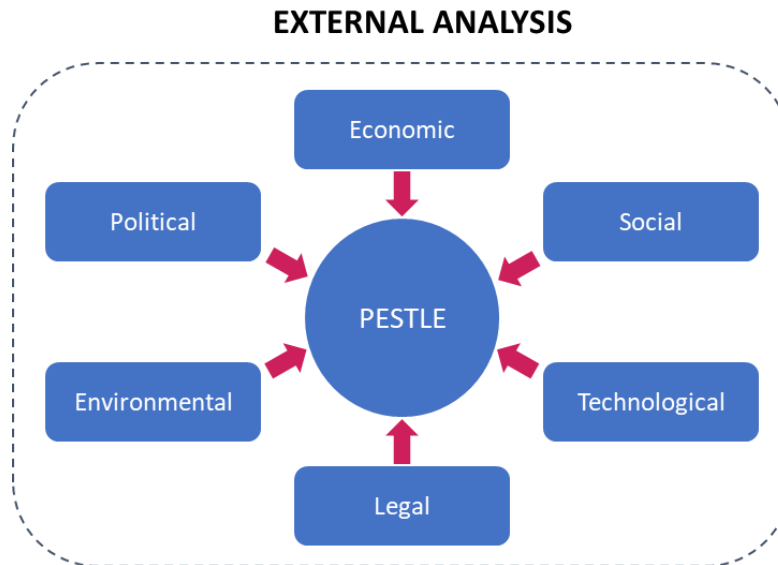 EXTERNAL ANALYSIS
Economic
Political
Social
PESTLE
Environmental
Technological
Legal